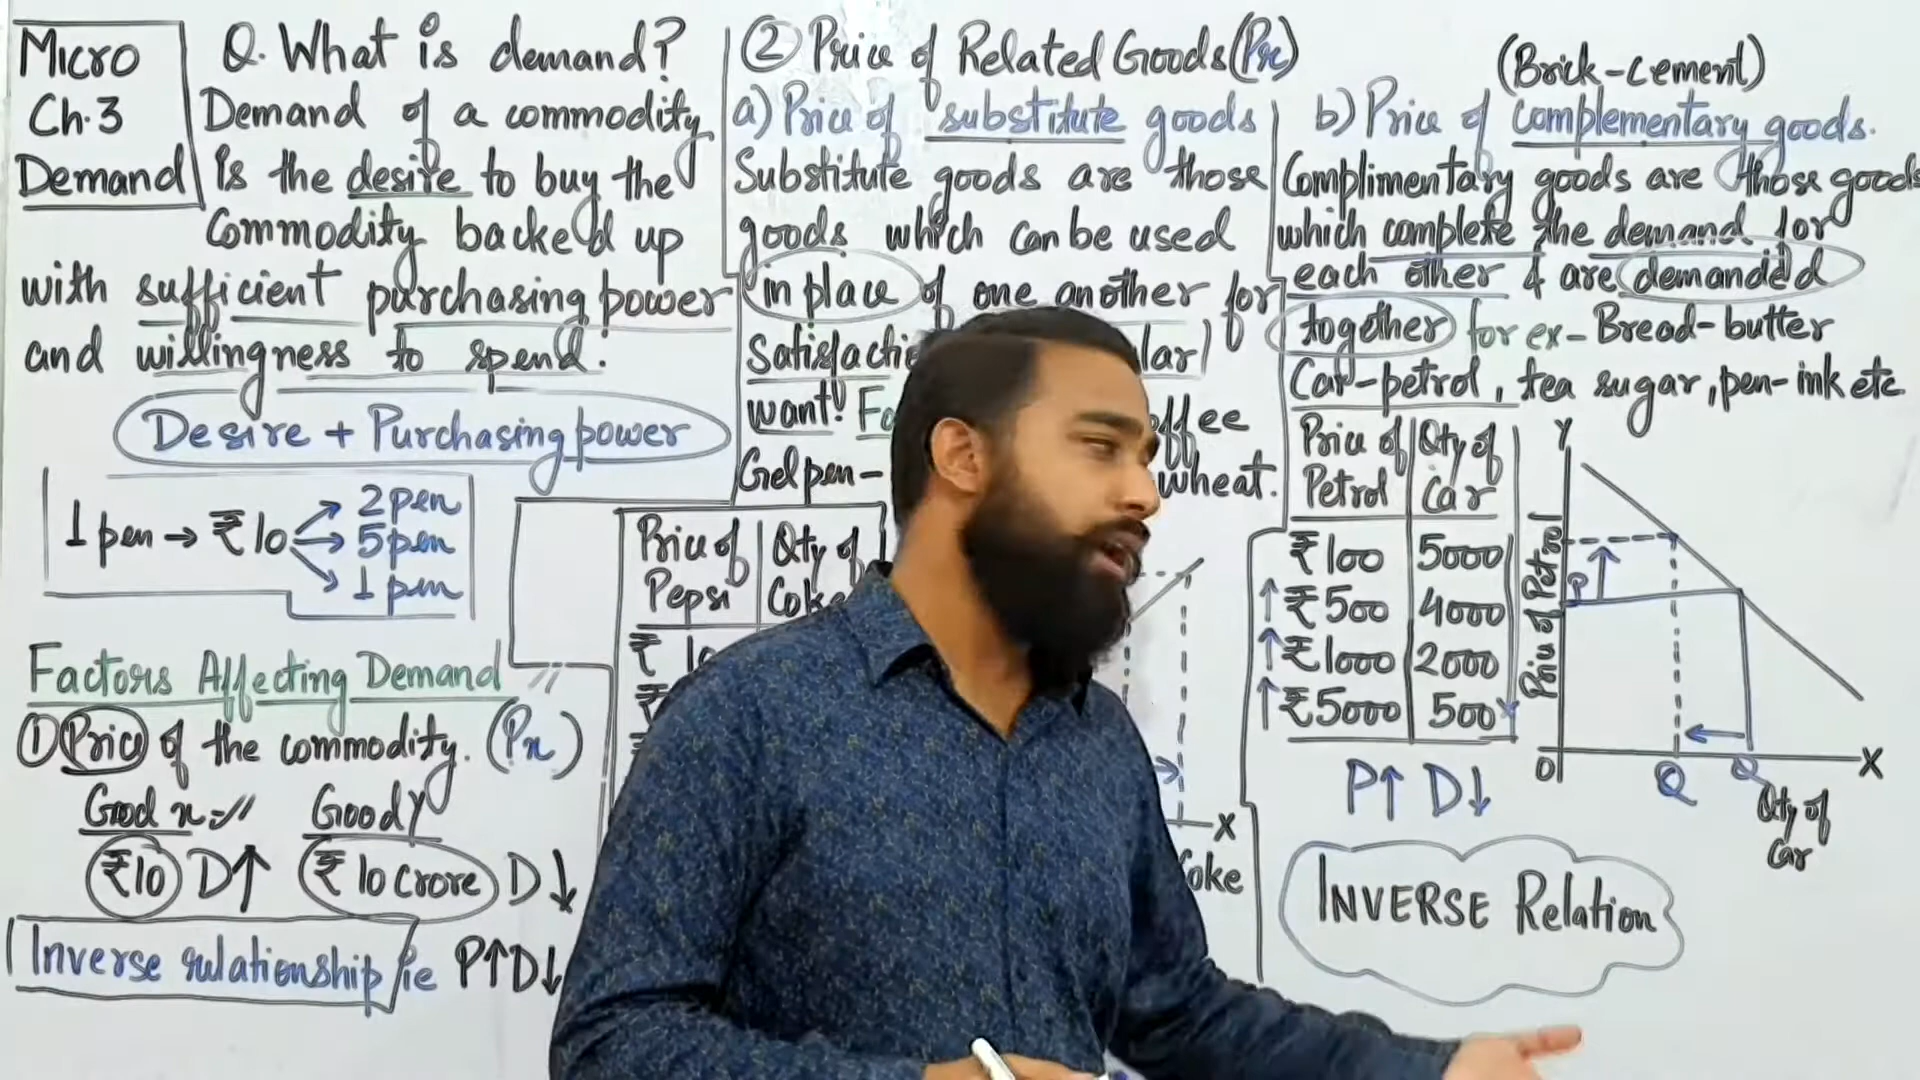 Micro
Ch.3
Demand
Q. What is demand?
Demand of a commodity
is the desire to buy the
commodity backed up
with sufficient purchasing power
and willingness to spend.
Desire + Purchasing power
1 pen → ₹10 → 2 pen
→ 5 pen
→ 1 pen
Factors Affecting Demand
① Price of the commodity. (Px)
Good x Good Y
₹10 D↑ ₹10 crore D↓
Inverse relationship ie P↑D↓
② Price of Related Goods (Pr)
a) Price of substitute goods
Substitute goods are those
goods which can be used
in place of one another for
want.
Gel pen- wheat.
Price of Pepsi
Qty of Coke
₹
X
(Brick-cement)
b) Price of complementary goods.
Complimentary goods are those goods
which complete the demand for
each other & are demanded
together for ex- Bread-butter
Car-petrol, tea sugar, pen-ink etc
Price of Petrol
Qty of Car
₹100 5000
↑ ₹500 4000
↑ ₹1000 2000
↑ ₹5000 500
P↑ D↓
INVERSE Relation
Y
Price of Petrol
P
O
Q Q
X
Qty of
Car